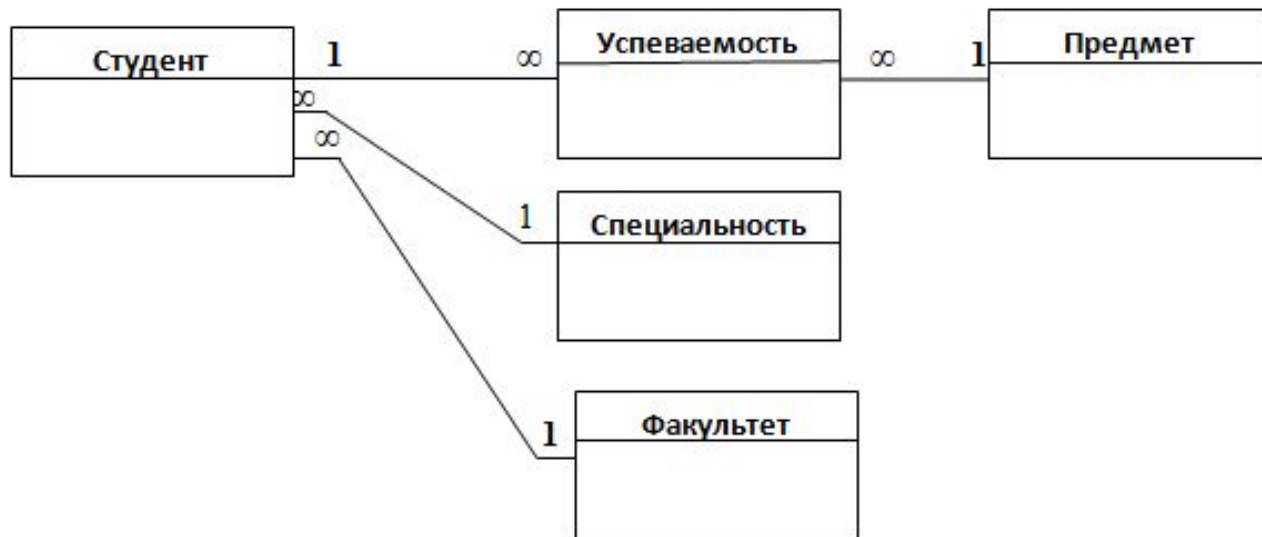 Студент
1
∞
Успеваемость
∞
1
Предмет
∞
∞
1
Специальность
1
Факультет